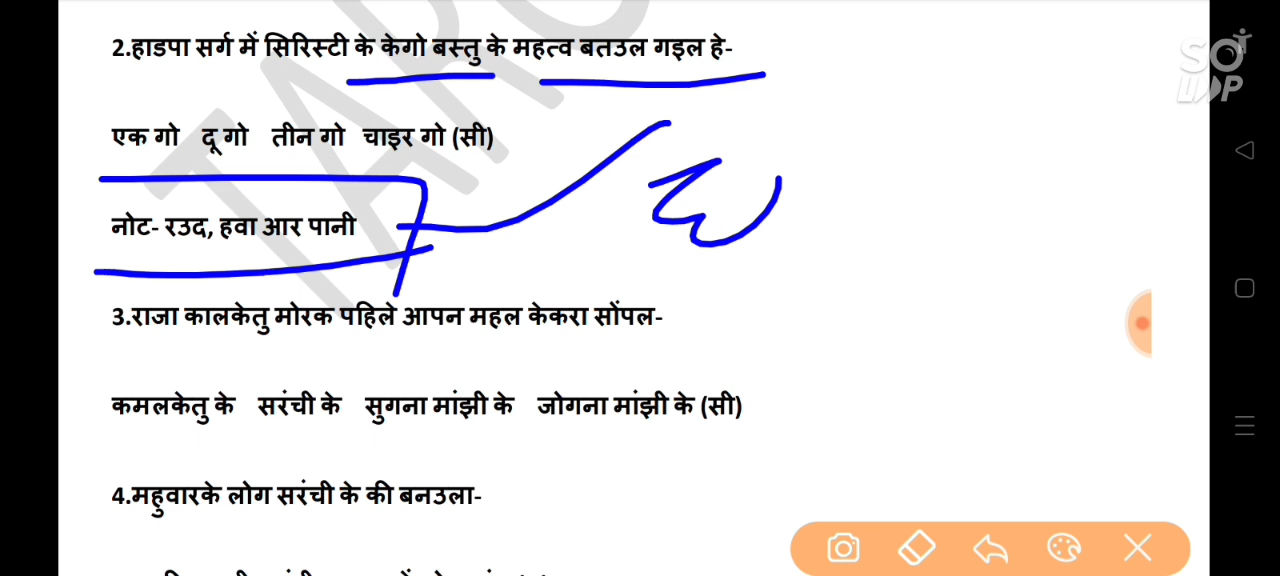 2.हाडपा सर्ग में सिरिस्टी के केगो बस्तु के महत्व बतउल गइल हे-
एक गो दू गो तीन गो चाइर गो (सी)
नोट- रउद, हवा आर पानी
3.राजा कालकेतु मोरक पहिले आपन महल केकरा सोंपल-
कमलकेतु के सरंची के सुगना मांझी के जोगना मांझी के (सी)
4.महुवारके लोग सरंची के की बनउला-